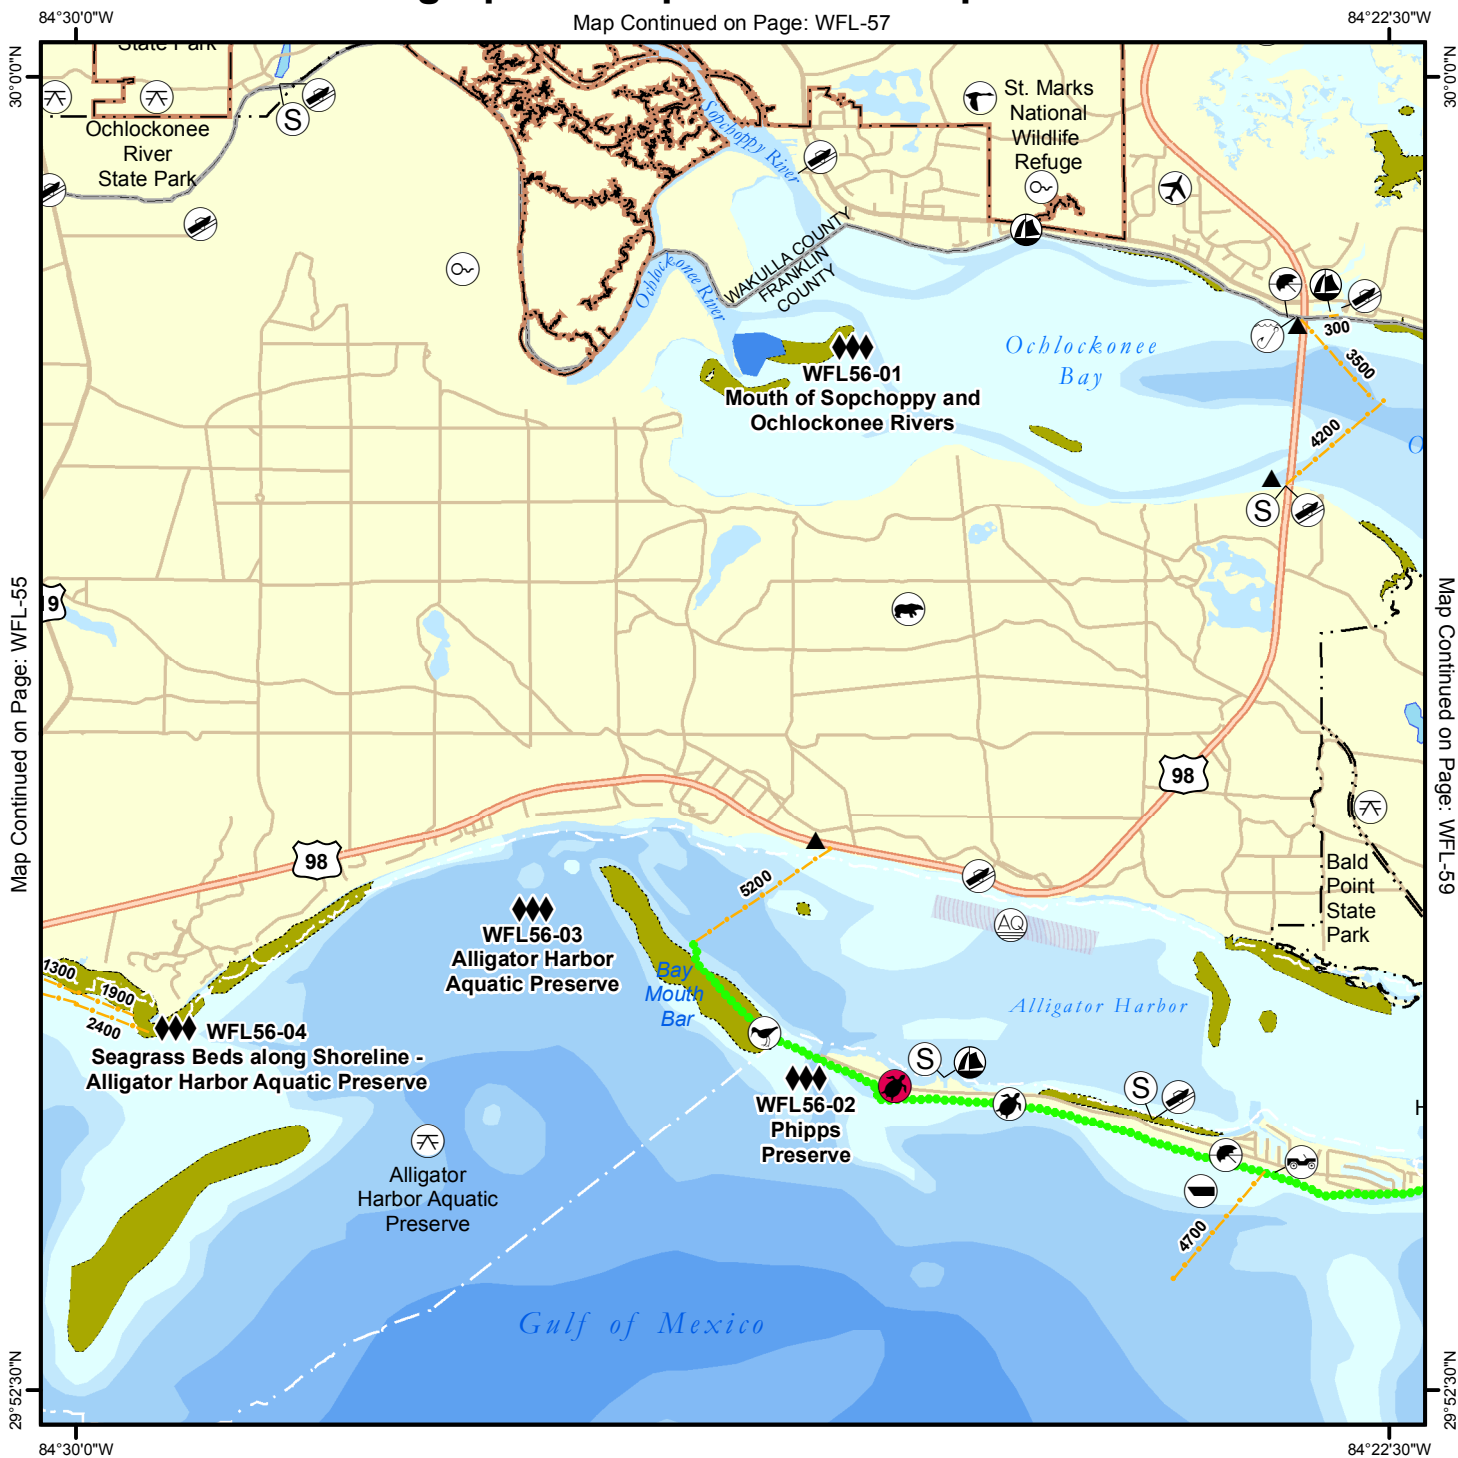 Map Continued on Page: WFL-57
84°30'0"W
84°22'30"W
30°0'0"N
30°0'0"N
State Park
Ochlockonee
River
State Park
S
Sopchoppy River
St. Marks
National
Wildlife
Refuge
WAKULLA COUNTY
FRANKLIN
COUNTY
Ochlockonee River
Ochlockonee
Bay
300
3500
4200
O
S
WFL56-01
Mouth of Sopchoppy and
Ochlockonee Rivers
Map Continued on Page: WFL-55
Map Continued on Page: WFL-59
98
98
Bald
Point
State
Park
5200
AQ
WFL56-03
Alligator Harbor
Aquatic Preserve
Bay
Mouth
Bar
Alligator Harbor
1300
1900
2400
WFL56-04
Seagrass Beds along Shoreline -
Alligator Harbor Aquatic Preserve
S
S
WFL56-02
Phipps
Preserve
H
Alligator
Harbor Aquatic
Preserve
4700
Gulf of Mexico
29°52'30"N
29°52'30"N
84°30'0"W
84°22'30"W